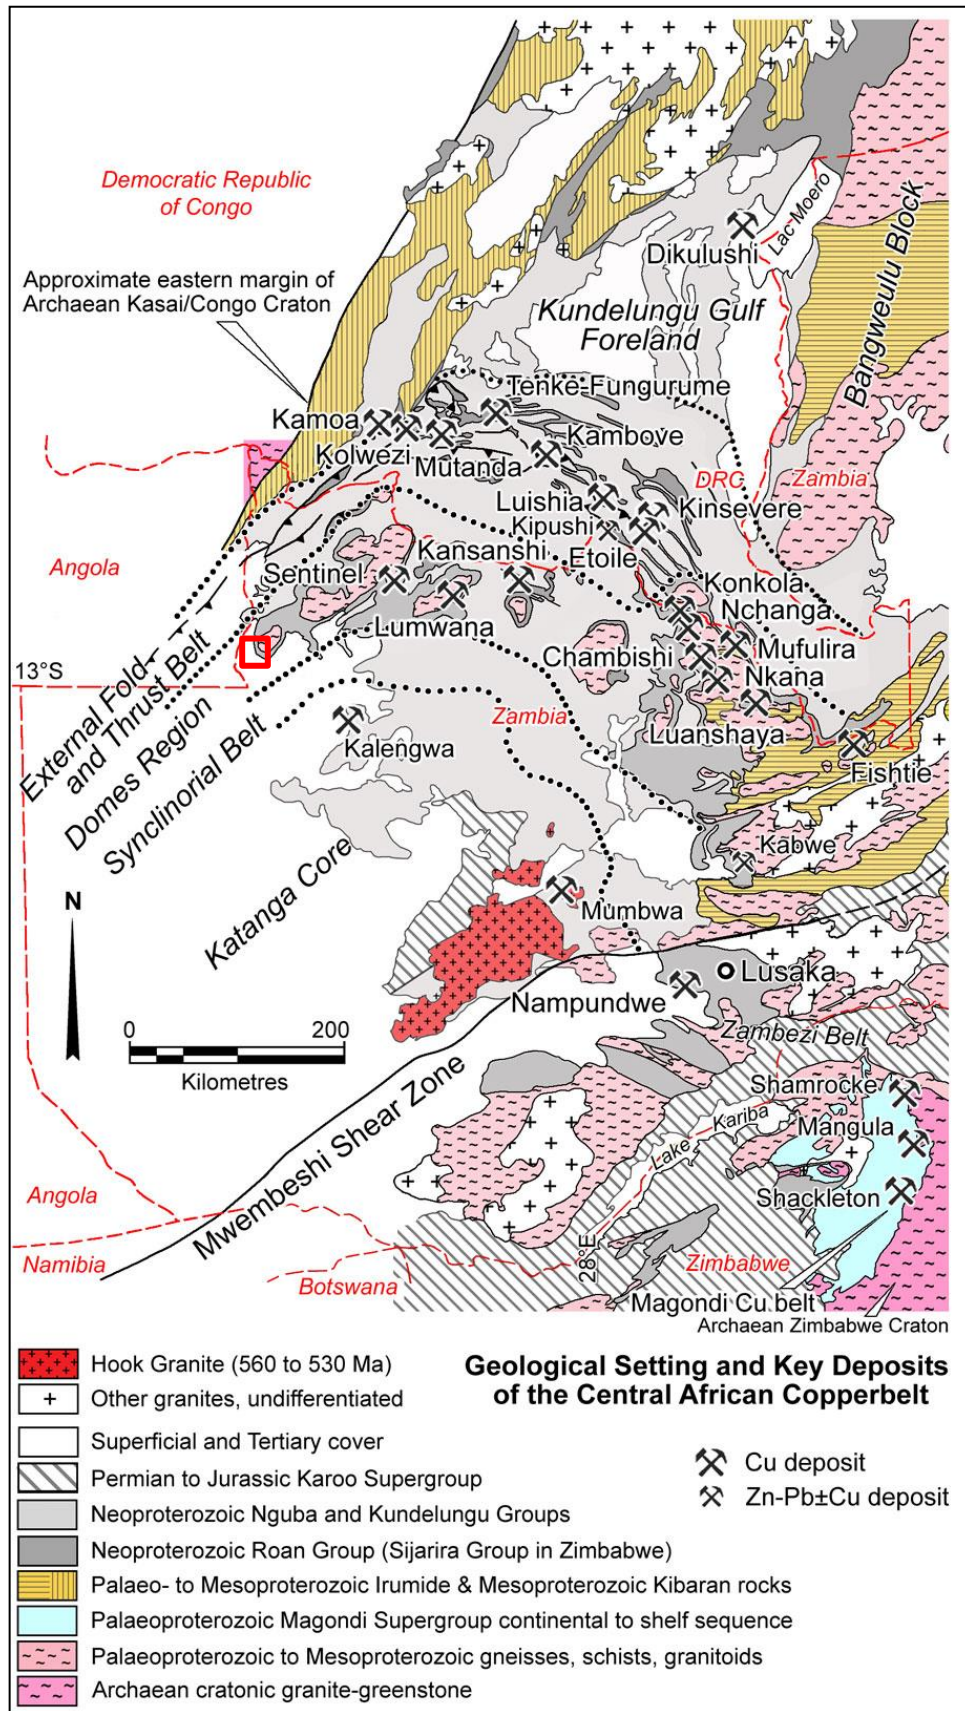 Democratic Republic
of Congo
Approximate eastern margin of
Archaean Kasai/Congo Craton
Dikulushi
Lac Moero
Kundelungu Gulf
Foreland
Bangweulu Block
Tenke-Fungurume
Kamoa
Kolwezi
Mutanda
Kambove
DRC
Zambia
Luishia
Kinsevere
Kipushi
Etoile
Angola
Kansanshi
Sentinel
Konkola
Nchanga
Lumwana
Mufulira
Chambishi
Nkana
13°S
Zambia
Luanshaya
Kalengwa
Fishtie
External Fold
and Thrust Belt
Domes Region
Synclinorial Belt
Katanga Core
Kabwe
N
Mumbwa
Lusaka
Nampundwe
0 200
Kilometres
Zambezi Belt
Shamrocke
Lake Kariba
Mangula
Mwembeshi Shear Zone
Shackleton
Angola
Namibia
Botswana
28°E
Zimbabwe
Magondi Cu belt
Archaean Zimbabwe Craton
Hook Granite (560 to 530 Ma)
Other granites, undifferentiated
Superficial and Tertiary cover
Permian to Jurassic Karoo Supergroup
Neoproterozoic Nguba and Kundelungu Groups
Neoproterozoic Roan Group (Sijarira Group in Zimbabwe)
Palaeo- to Mesoproterozoic Irumide & Mesoproterozoic Kibaran rocks
Palaeoproterozoic Magondi Supergroup continental to shelf sequence
Palaeoproterozoic to Mesoproterozoic gneisses, schists, granitoids
Archaean cratonic granite-greenstone
Geological Setting and Key Deposits
of the Central African Copperbelt
Cu deposit
Zn-Pb±Cu deposit